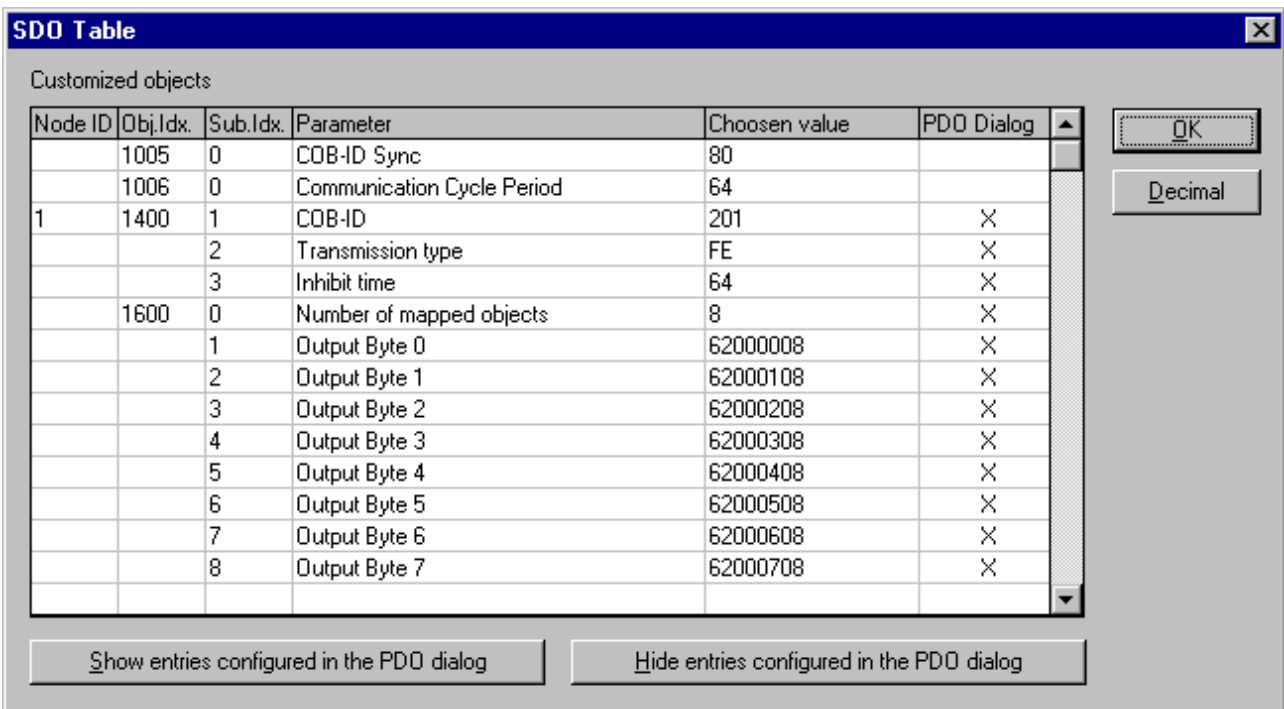 SDO Table
Customized objects
Node ID Obj.Idx. Sub.Idx. Parameter Choosen value PDO Dialog
1005 0 COB-ID Sync 80
OK
1006 0 Communication Cycle Period 64
Decimal
1 1400 1 COB-ID 201 X
2 Transmission type FE X
3 Inhibit time 64 X
1600 0 Number of mapped objects 8 X
1 Output Byte 0 62000008 X
2 Output Byte 1 62000108 X
3 Output Byte 2 62000208 X
4 Output Byte 3 62000308 X
5 Output Byte 4 62000408 X
6 Output Byte 5 62000508 X
7 Output Byte 6 62000608 X
8 Output Byte 7 62000708 X
Show entries configured in the PDO dialog
Hide entries configured in the PDO dialog